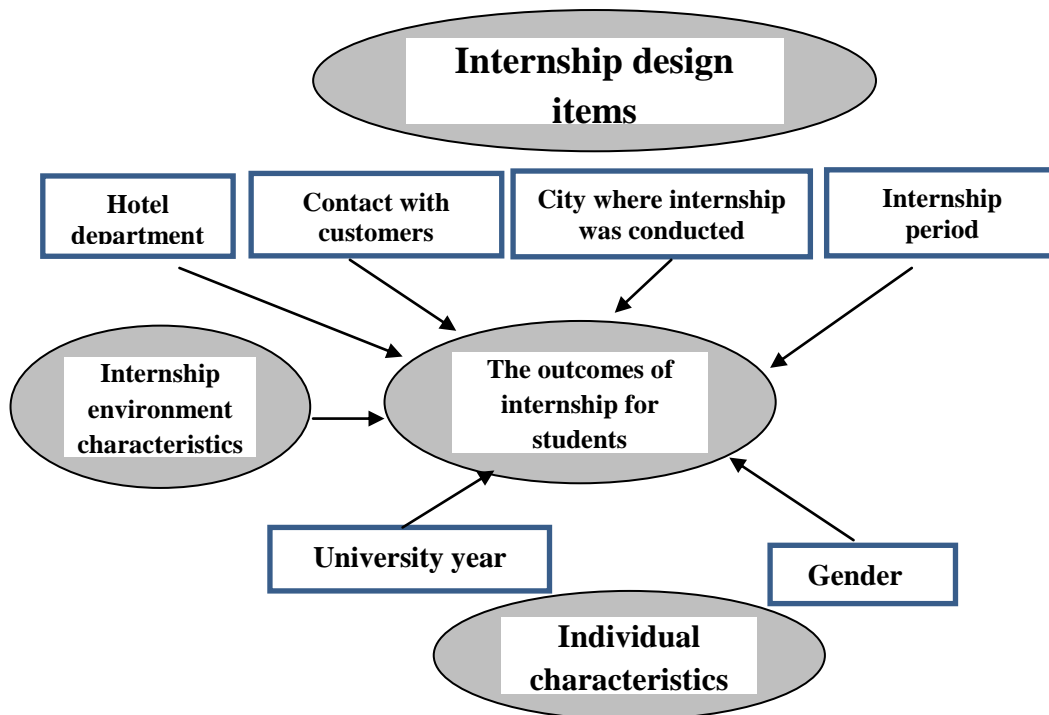 Internship design
items
Hotel
department
Contact with
customers
City where internship
was conducted
Internship
period
Internship
environment
characteristics
The outcomes of
internship for
students
University year
Gender
Individual
characteristics